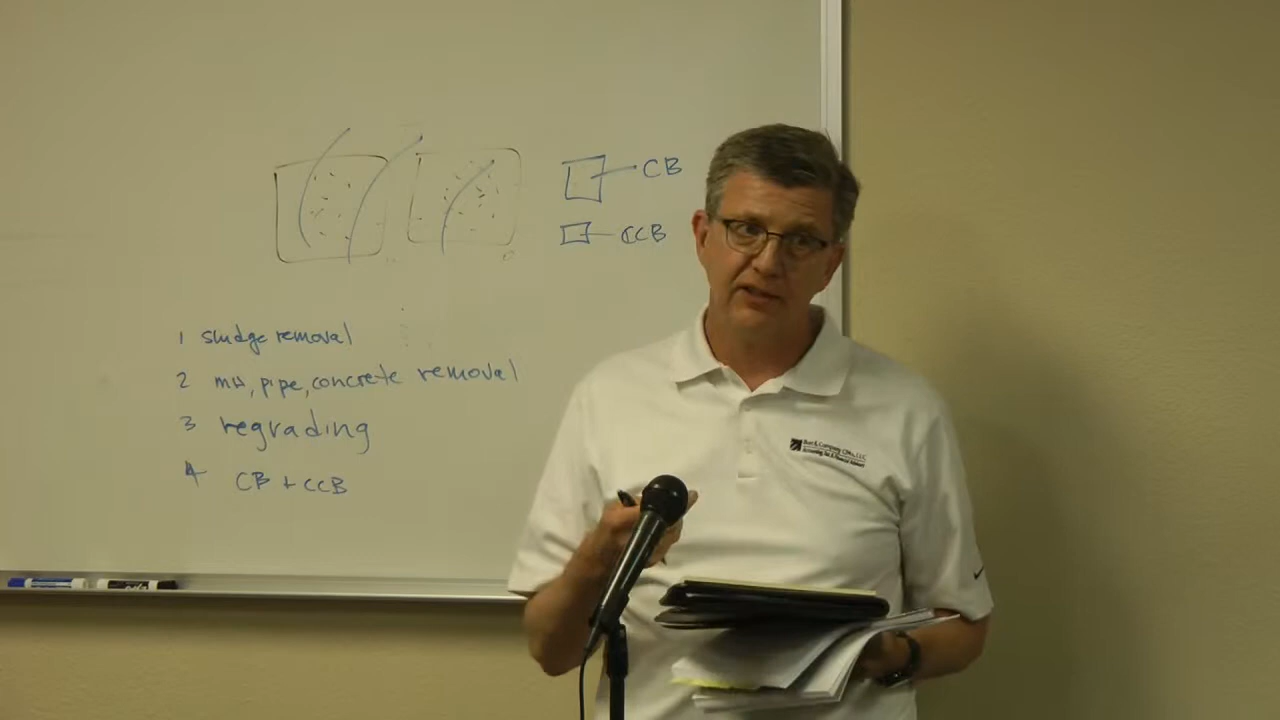 CB
CCB
1 sludge removal
2 MH, pipe, concrete removal
3 regrading
4 CB + CCB